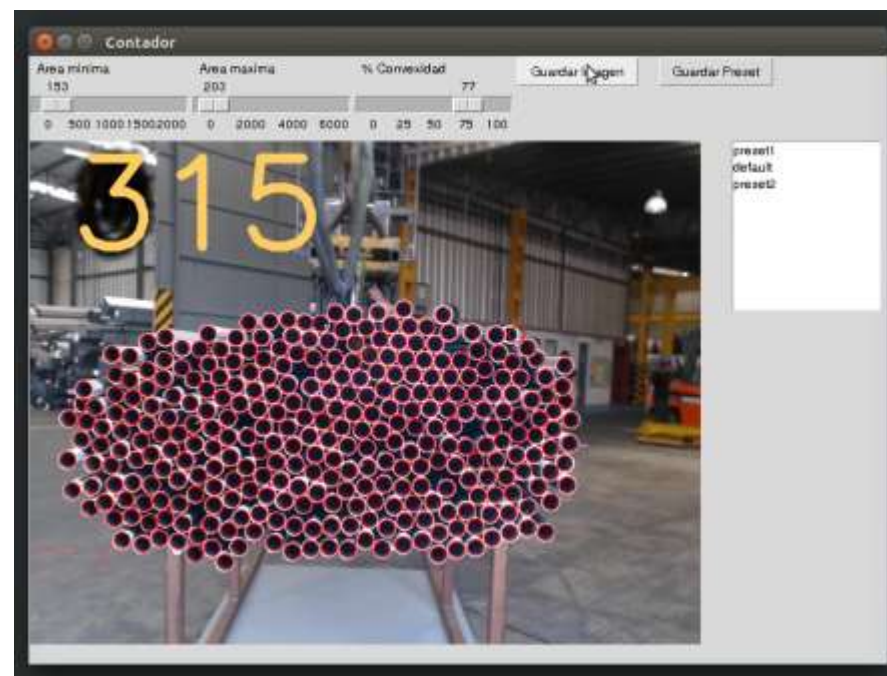 Contador
Area minima Area maxima % Convexidad Guardar Imagen Guardar Preset
153 203 77
0 500 1000 1500 2000 0 2000 4000 6000 0 25 50 75 100
315
preset1
default
preset2